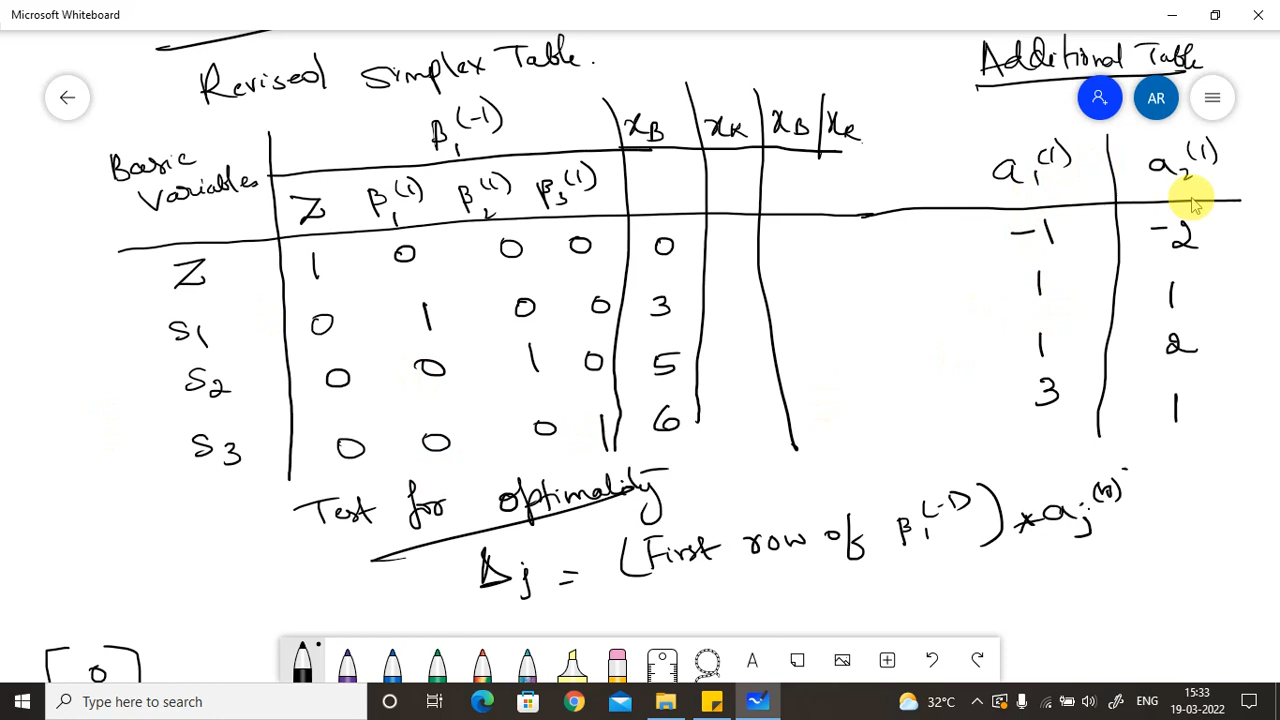 Microsoft Whiteboard
Revised Simplex Table.
Additional Table
AR
Basic Variables
β₁⁽⁻¹⁾ xB xK xB/xK
a₁⁽¹⁾ a₂⁽¹⁾
Z β₁⁽¹⁾ β₂⁽¹⁾ β₃⁽¹⁾
Z 1 0 0 0 0 -1 -2
S1 0 1 0 0 3 1 1
S2 0 0 1 0 5 1 2
S3 0 0 0 1 6 3 1
Test for optimality
Δj = (First row of β₁⁽⁻¹⁾) * aj
[0]
A
Type here to search
32°C
ENG
15:33
19-03-2022